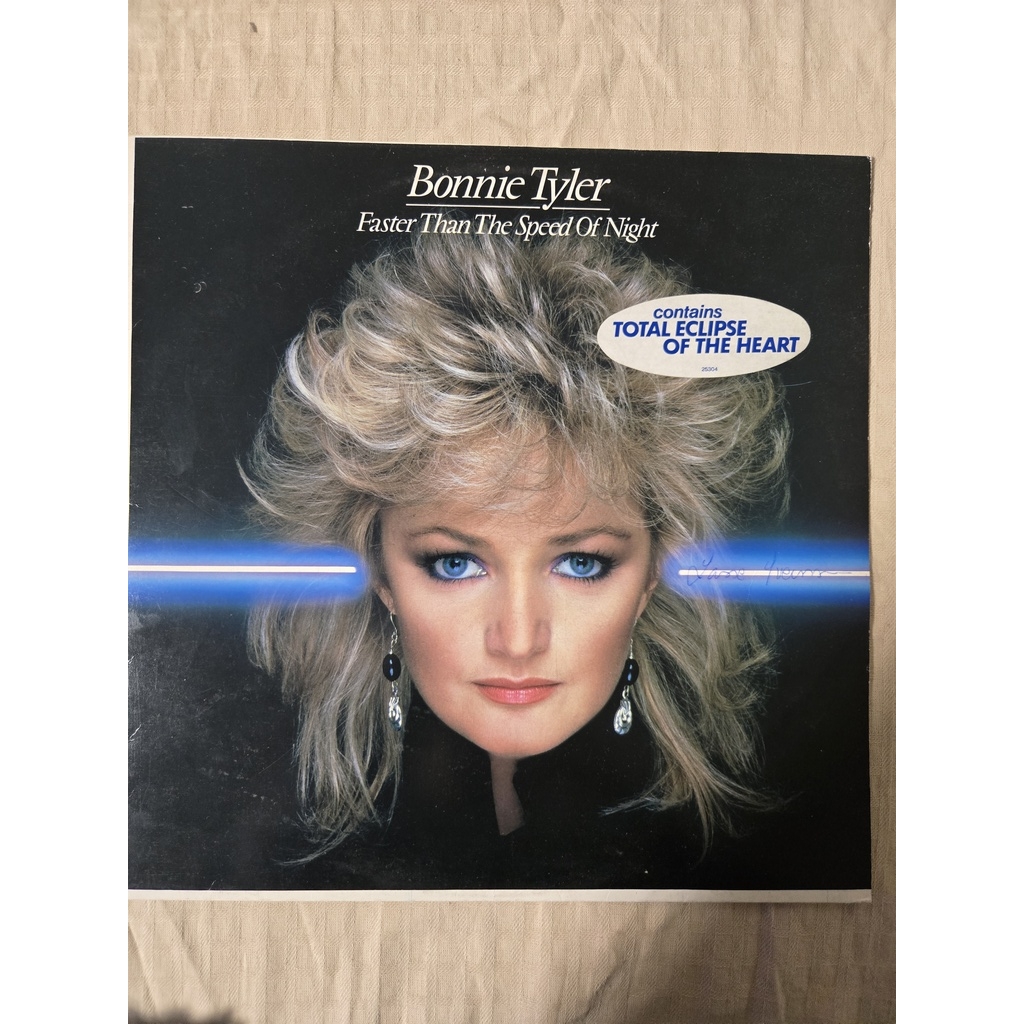 Bonnie Tyler
Faster Than The Speed Of Night
contains
TOTAL ECLIPSE
OF THE HEART
25304